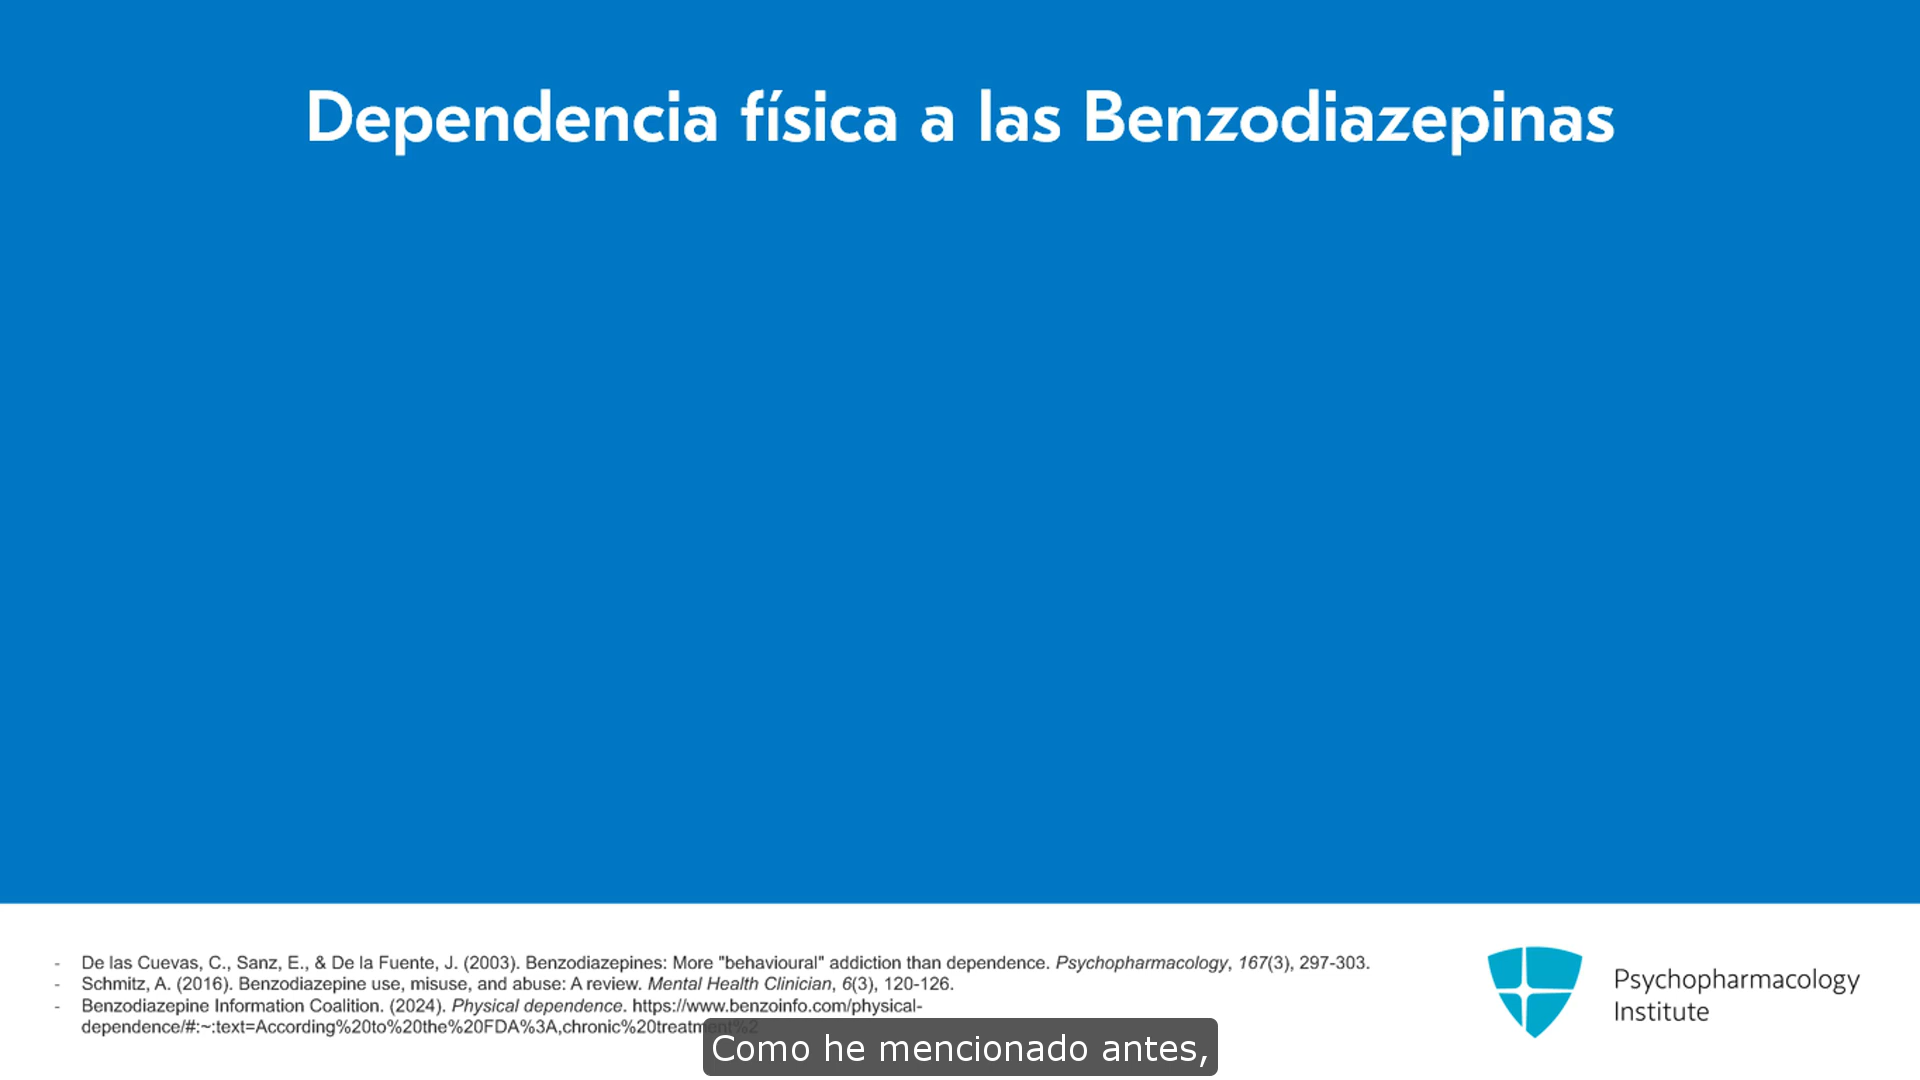 Dependencia física a las Benzodiazepinas
- De las Cuevas, C., Sanz, E., & De la Fuente, J. (2003). Benzodiazepines: More "behavioural" addiction than dependence. Psychopharmacology, 167(3), 297-303.
- Schmitz, A. (2016). Benzodiazepine use, misuse, and abuse: A review. Mental Health Clinician, 6(3), 120-126.
- Benzodiazepine Information Coalition. (2024). Physical dependence. https://www.benzoinfo.com/physical-
dependence/#:~:text=According%20to%20the%20FDA%3A,chronic%20treatment%2
Psychopharmacology
Institute
Como he mencionado antes,